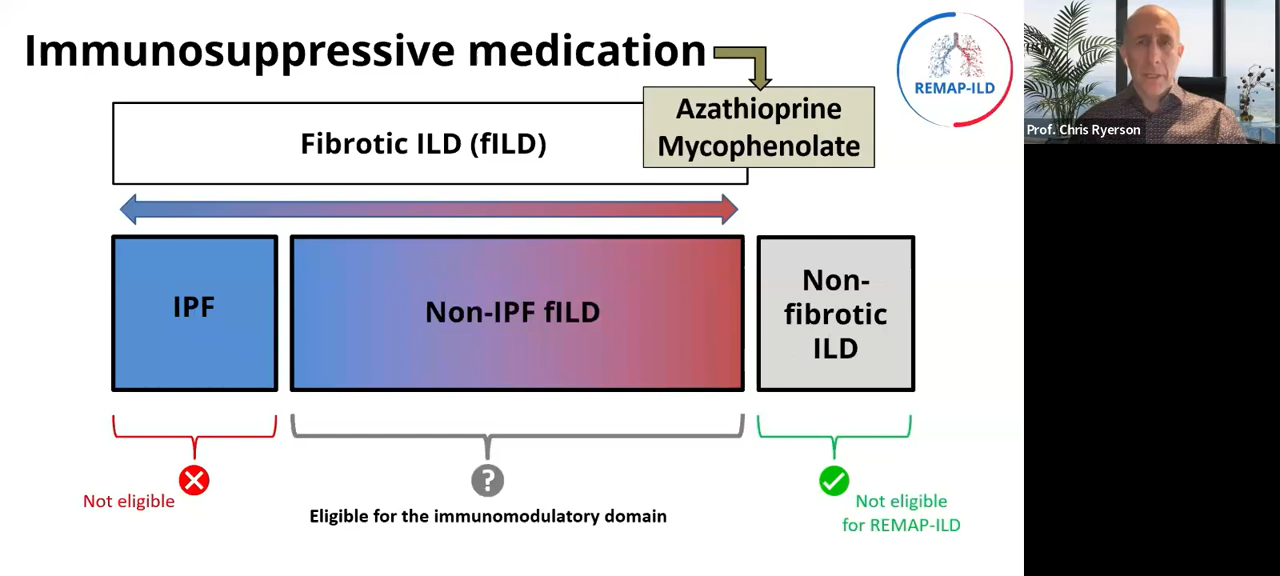 Immunosuppressive medication
REMAP-ILD
Prof. Chris Ryerson
Azathioprine
Mycophenolate
Fibrotic ILD (fILD)
IPF
Non-IPF fILD
Non-
fibrotic
ILD
Not eligible
?
Eligible for the immunomodulatory domain
Not eligible
for REMAP-ILD